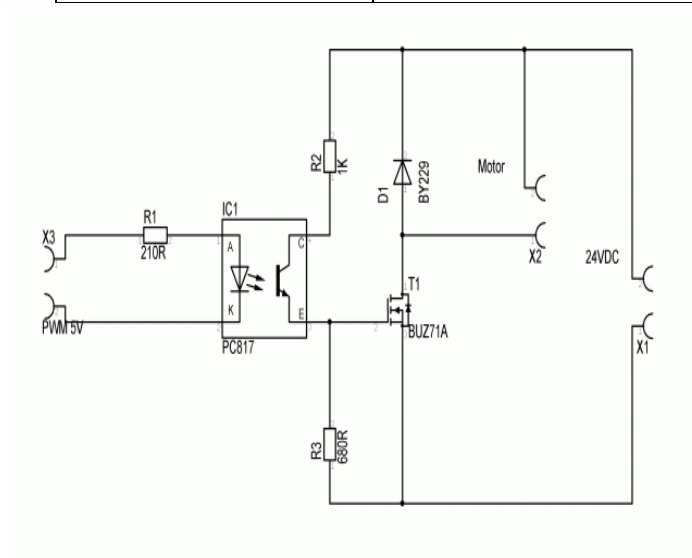 R2
1K
D1
BY229
Motor
X2
24VDC
X1
X3
R1
210R
IC1
A
C
K
E
PC817
PWM 5V
T1
BUZ71A
R3
680R